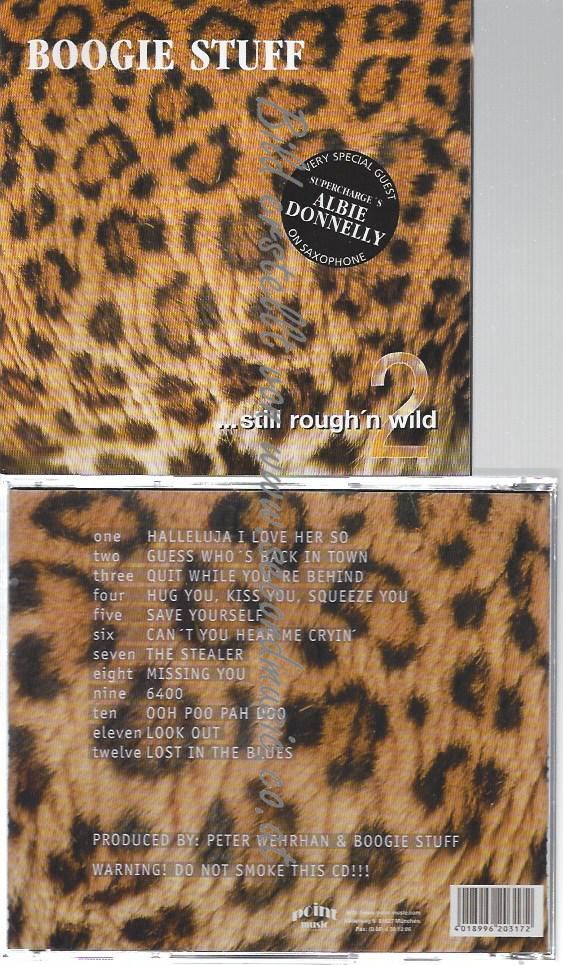 BOOGIE STUFF
VERY SPECIAL GUEST
SUPERCHARGE´S
ALBIE
DONNELLY
ON SAXOPHONE
2
...still rough´n wild
Bild erstellt von
one HALLELUJA I LOVE HER SO
two GUESS WHO´S BACK IN TOWN
three QUIT WHILE YOU´RE BEHIND
four HUG YOU, KISS YOU, SQUEEZE YOU
five SAVE YOURSELF
six CAN´T YOU HEAR ME CRYIN´
seven THE STEALER
eight MISSING YOU
nine 6400
ten OOH POO PAH DOO
eleven LOOK OUT
twelve LOST IN THE BLUES
PRODUCED BY: PETER WEHRHAN & BOOGIE STUFF
WARNING! DO NOT SMOKE THIS CD!!!
point
music
4 018996 203172